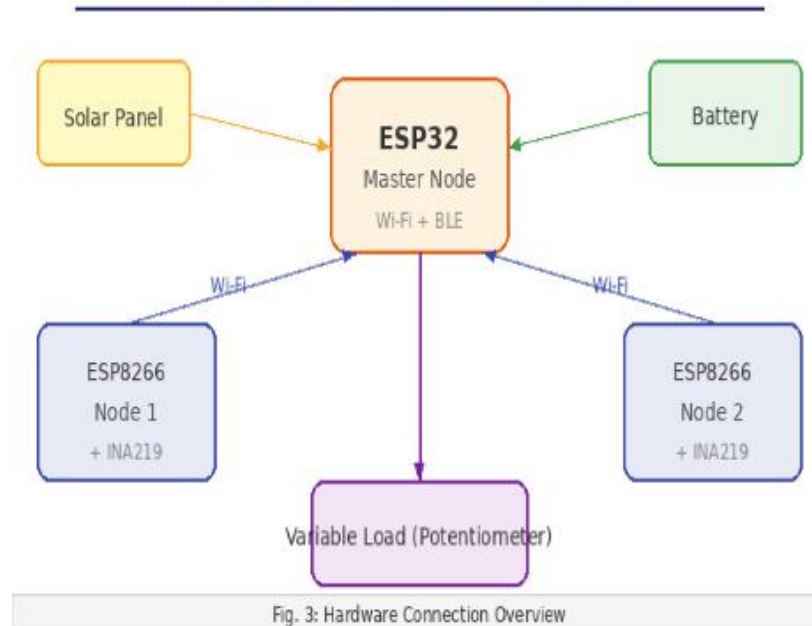 Solar Panel
ESP32
Master Node
Wi-Fi + BLE
Battery
Wi-Fi
Wi-Fi
ESP8266
Node 1
+ INA219
ESP8266
Node 2
+ INA219
Variable Load (Potentiometer)
Fig. 3: Hardware Connection Overview